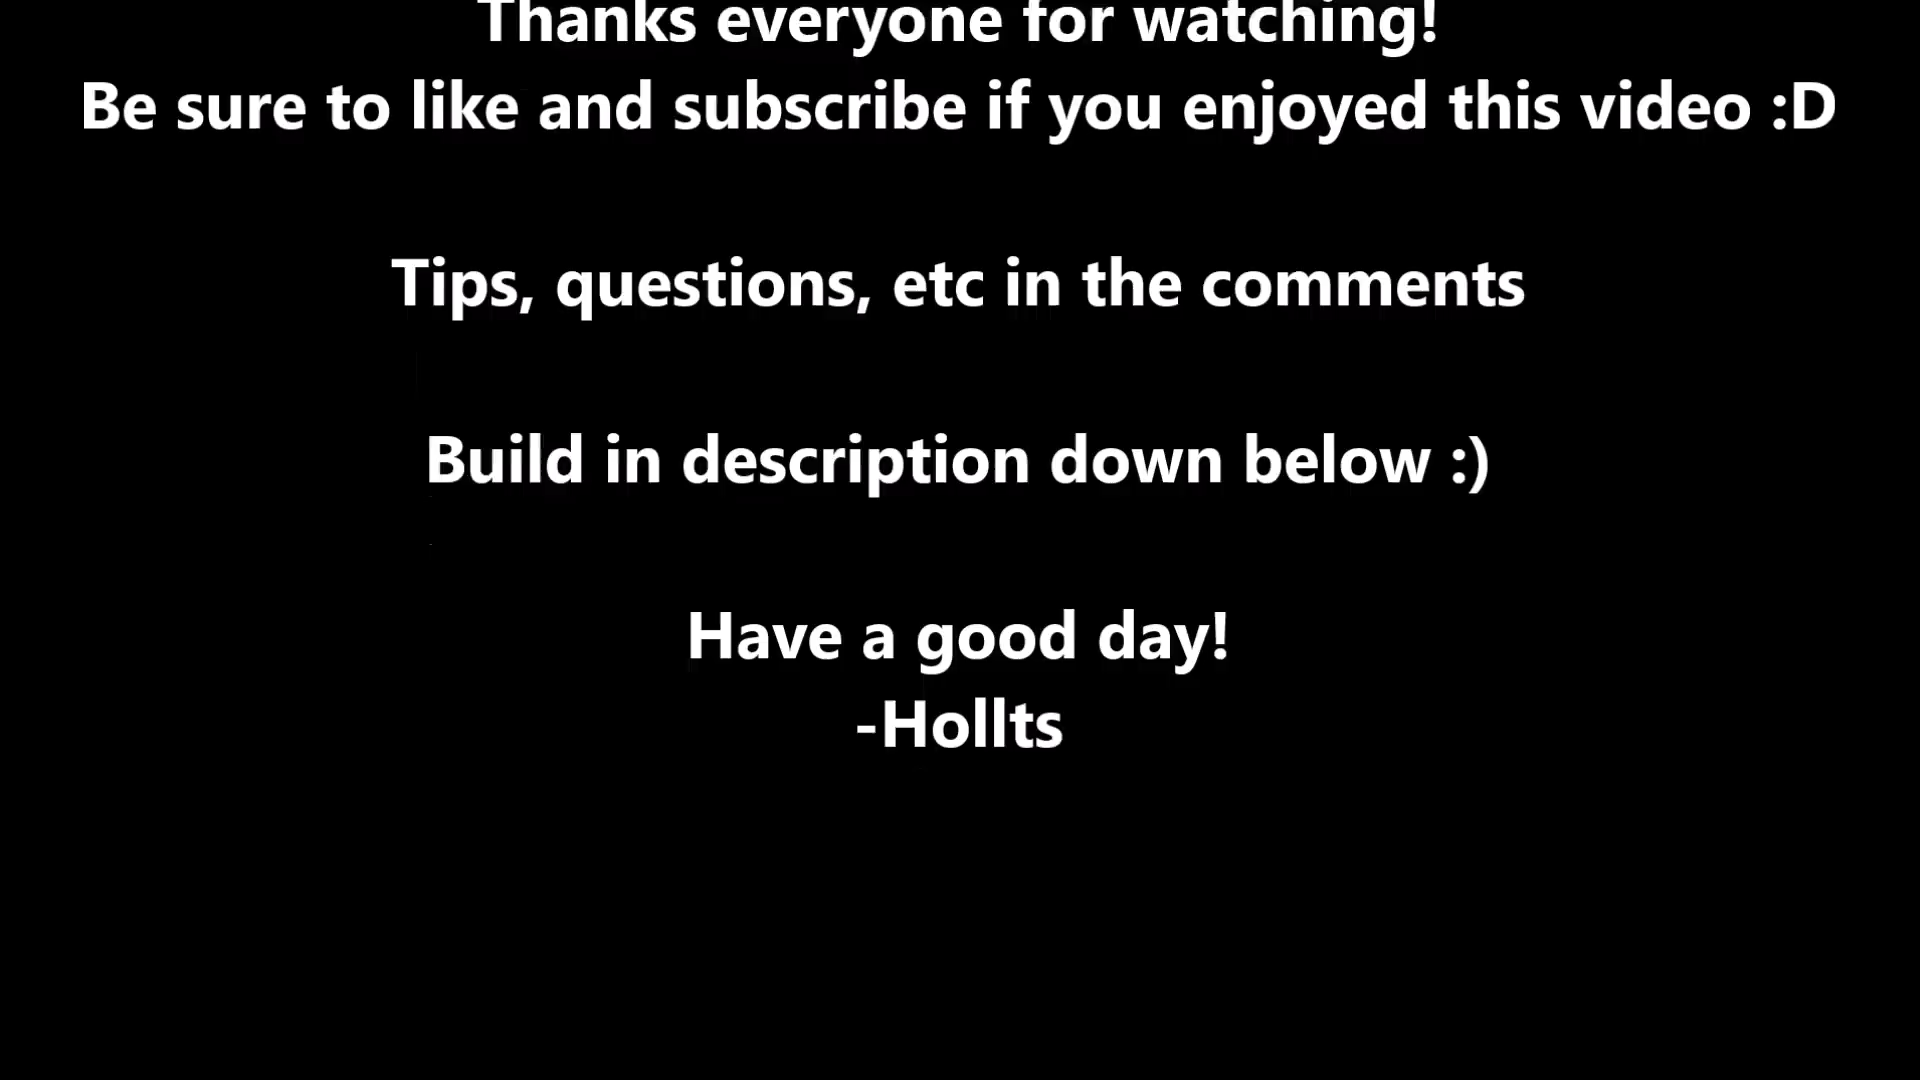 Thanks everyone for watching!
Be sure to like and subscribe if you enjoyed this video :D
Tips, questions, etc in the comments
Build in description down below :)
Have a good day!
-Hollts